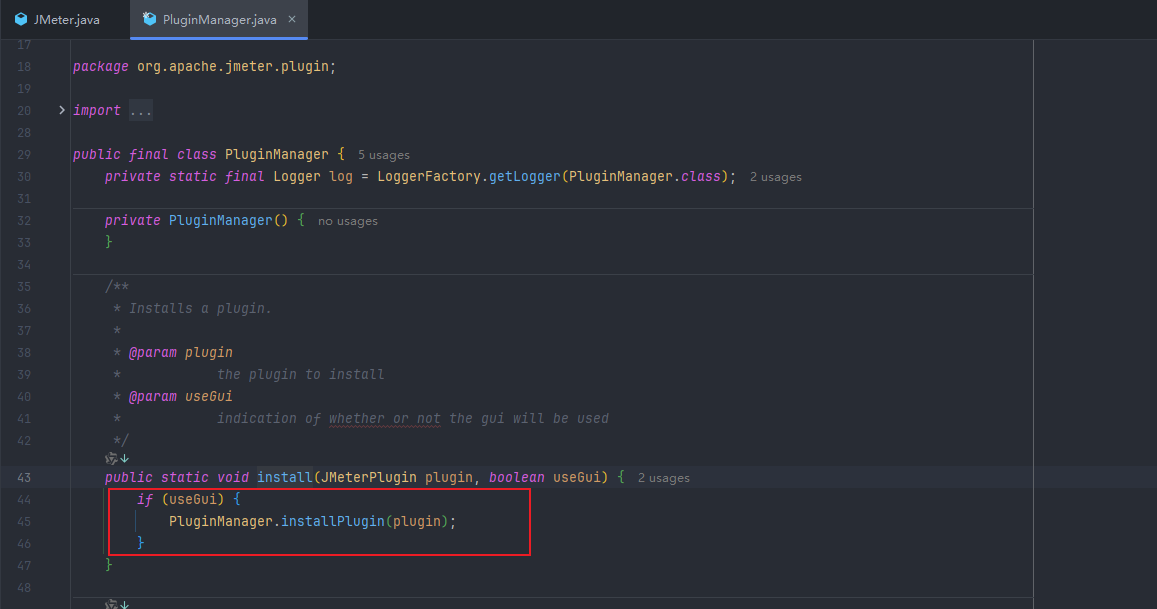 JMeter.java PluginManager.java ×
17
18 package org.apache.jmeter.plugin;
19
20 import ...
28
29 public final class PluginManager { 5 usages
30 private static final Logger log = LoggerFactory.getLogger(PluginManager.class); 2 usages
31
32 private PluginManager() { no usages
33 }
34
35 /**
36 * Installs a plugin.
37 *
38 * @param plugin
39 * the plugin to install
40 * @param useGui
41 * indication of whether or not the gui will be used
42 */
43 public static void install(JMeterPlugin plugin, boolean useGui) { 2 usages
44 if (useGui) {
45 PluginManager.installPlugin(plugin);
46 }
47 }
48